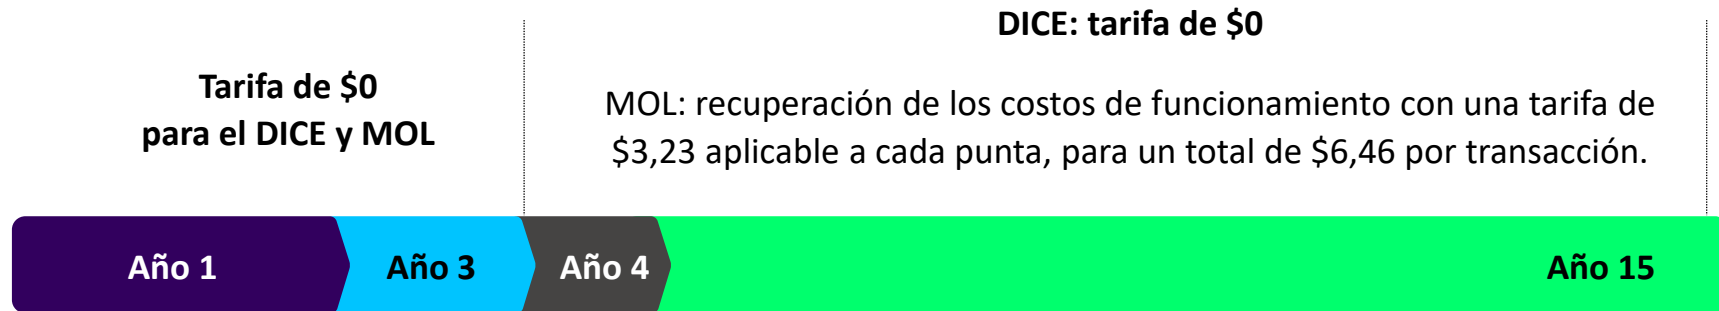 Tarifa de $0
para el DICE y MOL
DICE: tarifa de $0
MOL: recuperación de los costos de funcionamiento con una tarifa de
$3,23 aplicable a cada punta, para un total de $6,46 por transacción.
Año 1
Año 3
Año 4
Año 15